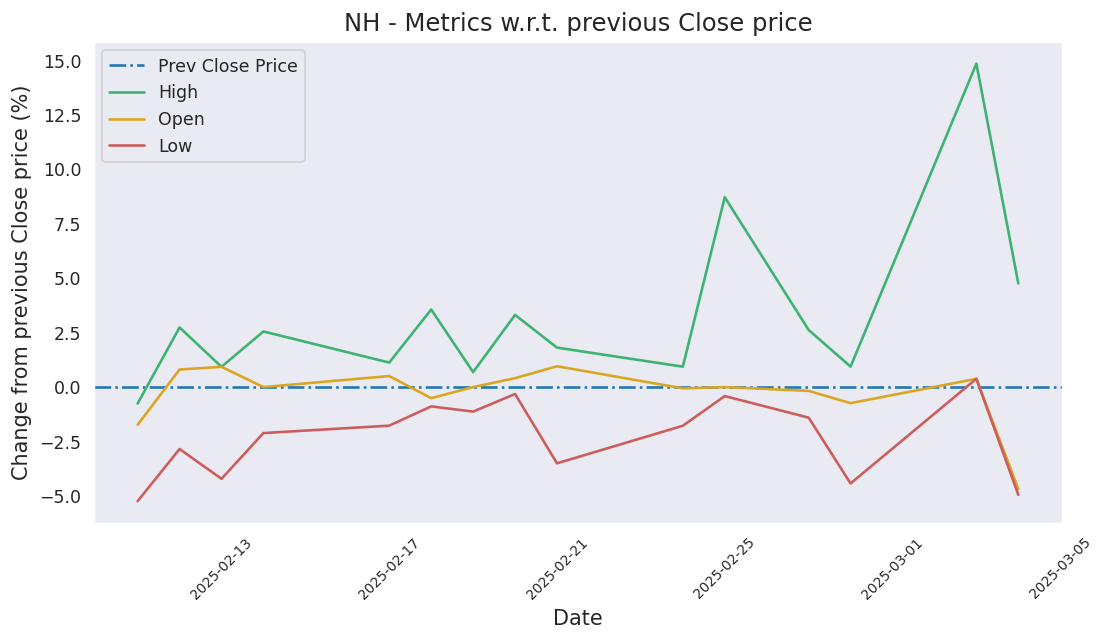 NH - Metrics w.r.t. previous Close price
Prev Close Price
High
Open
Low
Change from previous Close price (%)
15.0
12.5
10.0
7.5
5.0
2.5
0.0
−2.5
−5.0
2025-02-13
2025-02-17
2025-02-21
2025-02-25
2025-03-01
2025-03-05
Date